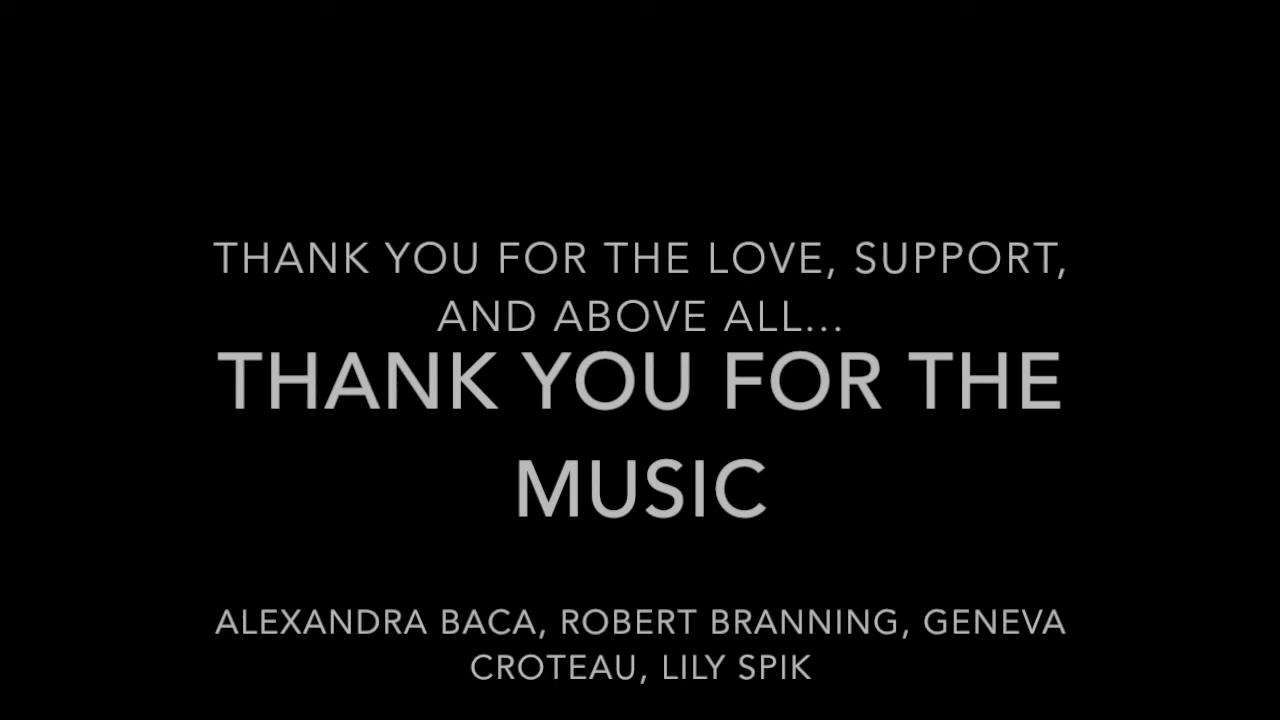 THANK YOU FOR THE LOVE, SUPPORT,
AND ABOVE ALL...
THANK YOU FOR THE
MUSIC
ALEXANDRA BACA, ROBERT BRANNING, GENEVA
CROTEAU, LILY SPIK